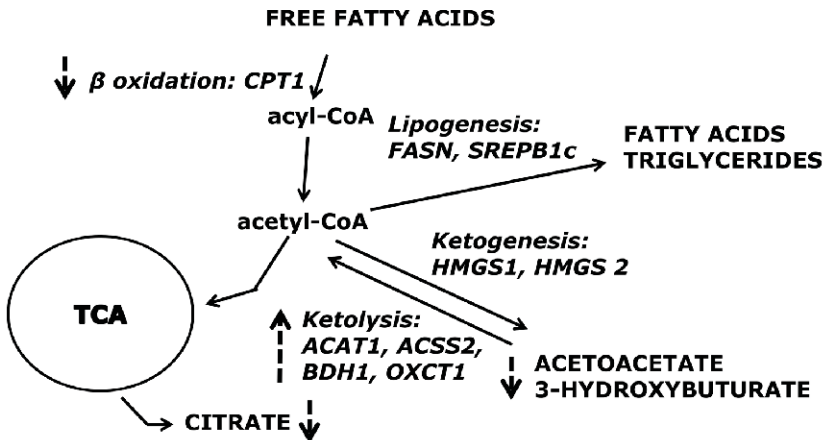 FREE FATTY ACIDS
β oxidation: CPT1
acyl-CoA
Lipogenesis:
FASN, SREPB1c
FATTY ACIDS
TRIGLYCERIDES
acetyl-CoA
Ketogenesis:
HMGS1, HMGS 2
TCA
Ketolysis:
ACAT1, ACSS2,
BDH1, OXCT1
ACETOACETATE
3-HYDROXYBUTURATE
CITRATE